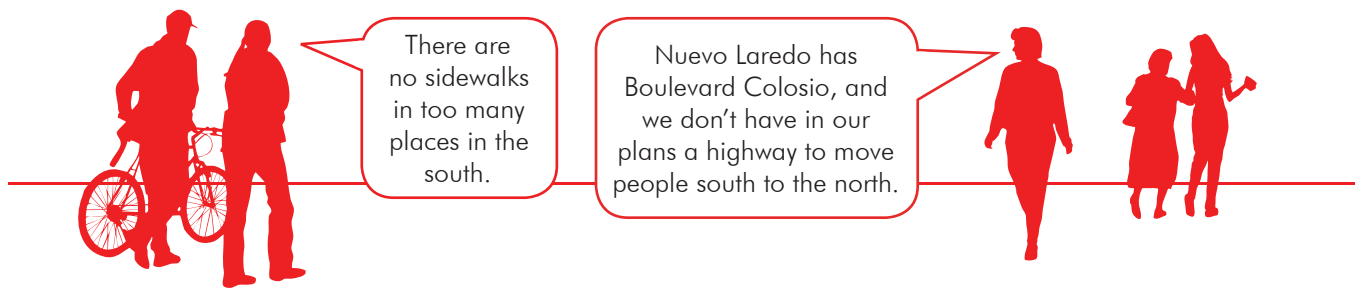 There are
no sidewalks
in too many
places in the
south.
Nuevo Laredo has
Boulevard Colosio, and
we don’t have in our
plans a highway to move
people south to the north.